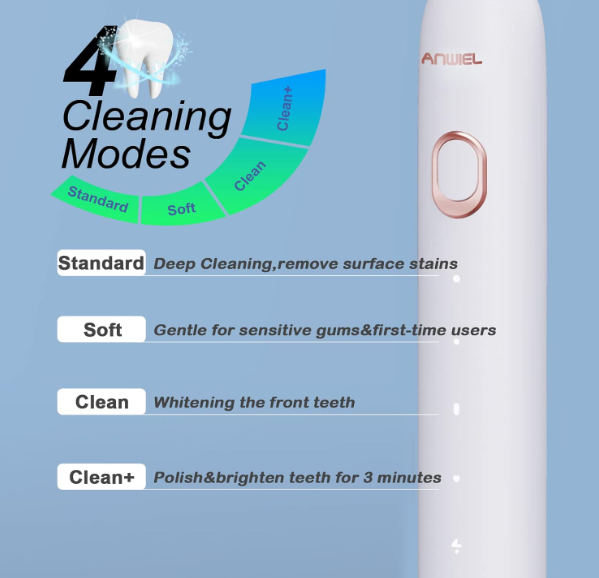 4
Cleaning
Modes
Standard
Soft
Clean
Clean+
ANWIEL
Standard Deep Cleaning,remove surface stains
Soft Gentle for sensitive gums&first-time users
Clean Whitening the front teeth
Clean+ Polish&brighten teeth for 3 minutes